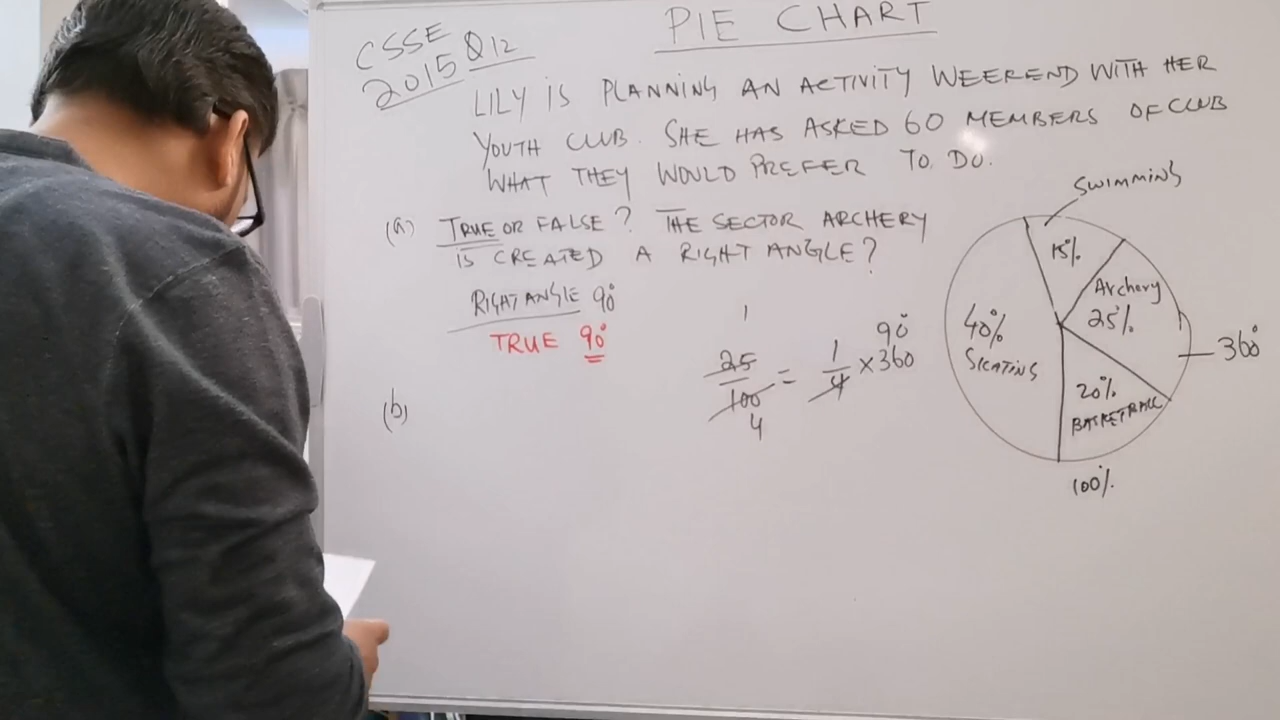 CSSE
2015 Q12
PIE CHART
LILY IS PLANNING AN ACTIVITY WEEREND WITH HER
YOUTH CLUB. SHE HAS ASKED 60 MEMBERS OF CLUB
WHAT THEY WOULD PREFER TO DO.
(a) TRUE OR FALSE? THE SECTOR ARCHERY
IS CREATED A RIGHT ANGLE?
RIGHT ANGLE 90°
TRUE 90°
(b)
1
25
100
4
= 1/4 × 360
90°
SWIMMING
15%
Archery
25%
40%
SKATING
20%
BASKETBALL
100%
360°